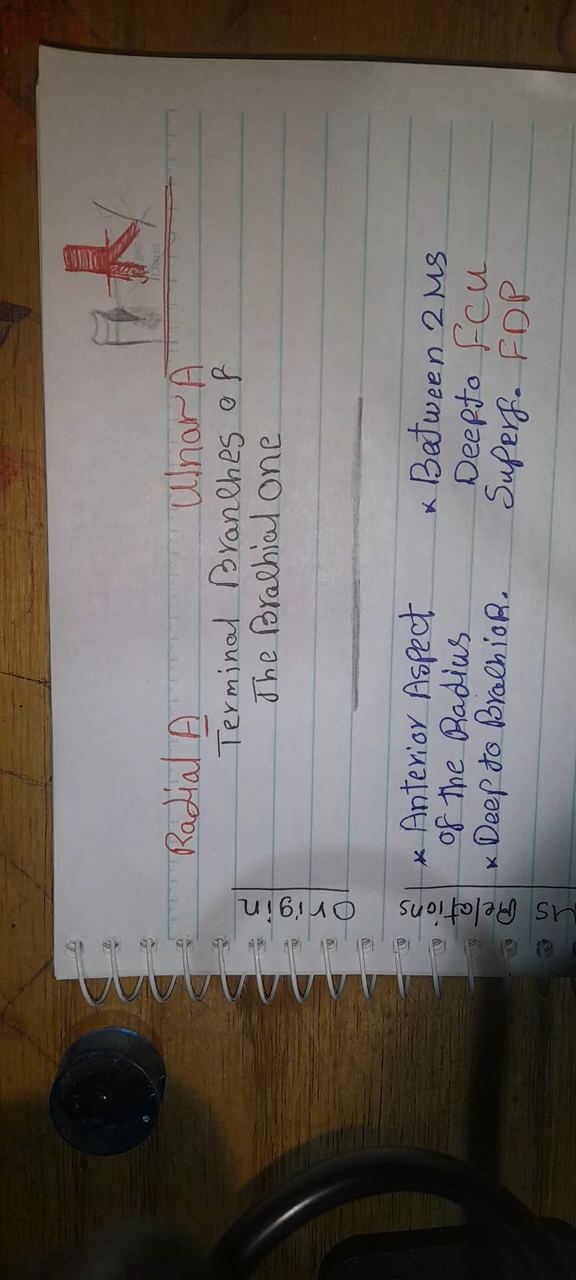 Radial A
Ulnar A
Origin
Terminal Branches of
The Brachial One
Ms Relations
* Anterior Aspect
of the Radius
* Deep to Brachior.
* Between 2 Ms
Deep to FCU
Superf. FDP